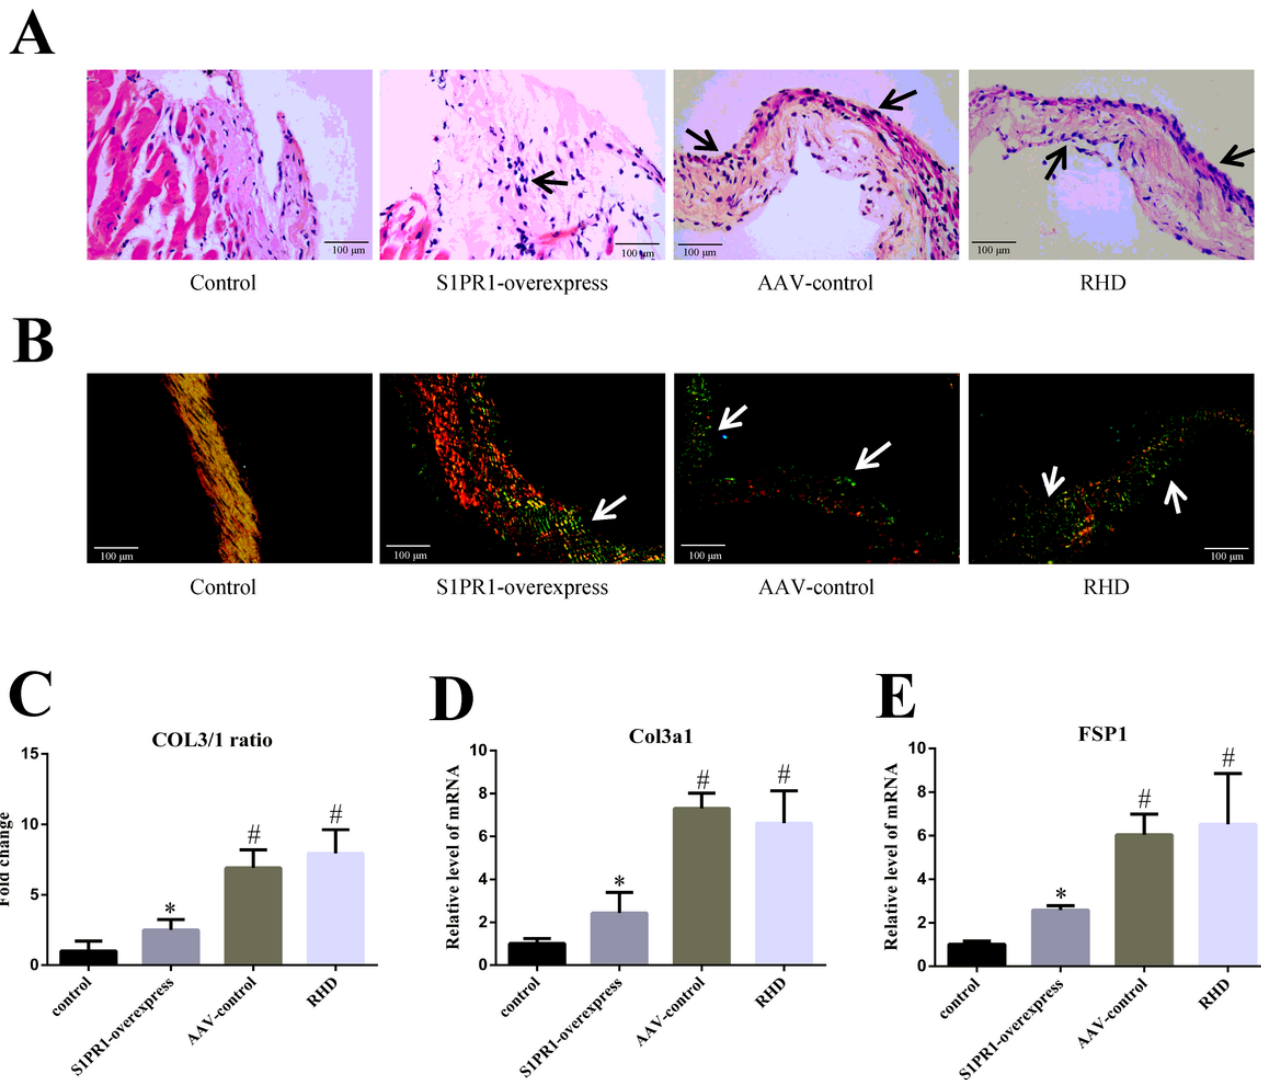 A
100 μm
100 μm
100 μm
100 μm
Control
S1PR1-overexpress
AAV-control
RHD
B
100 μm
100 μm
100 μm
100 μm
Control
S1PR1-overexpress
AAV-control
RHD
C
COL3/1 ratio
Fold change
15
10
5
0
*
#
#
control
S1PR1-overexpress
AAV-control
RHD
D
Col3a1
Relative level of mRNA
10
8
6
4
2
0
*
#
#
control
S1PR1-overexpress
AAV-control
RHD
E
FSP1
Relative level of mRNA
10
8
6
4
2
0
*
#
#
control
S1PR1-overexpress
AAV-control
RHD